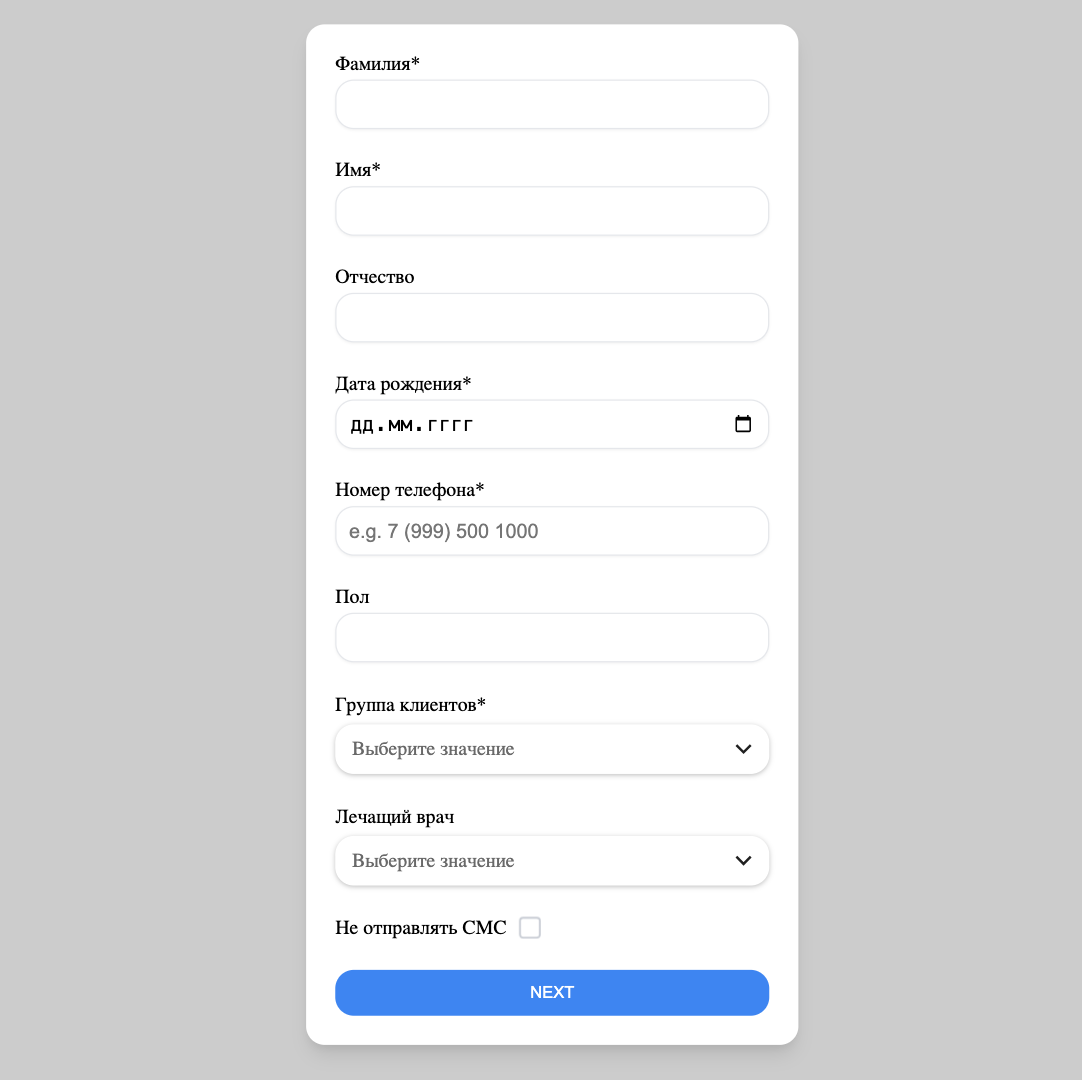 Фамилия*
Имя*
Отчество
Дата рождения*
дд.мм.гггг
Номер телефона*
e.g. 7 (999) 500 1000
Пол
Группа клиентов*
Выберите значение
Лечащий врач
Выберите значение
Не отправлять СМС
NEXT